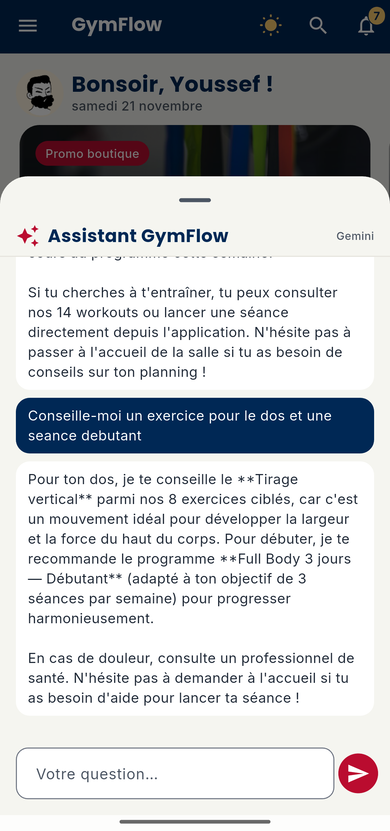 GymFlow
7
Bonsoir, Youssef !
samedi 21 novembre
Promo boutique
Assistant GymFlow
Gemini
cours au programme cette semaine.
Si tu cherches à t'entraîner, tu peux consulter
nos 14 workouts ou lancer une séance
directement depuis l'application. N'hésite pas à
passer à l'accueil de la salle si tu as besoin de
conseils sur ton planning !
Conseille-moi un exercice pour le dos et une
seance debutant
Pour ton dos, je te conseille le **Tirage
vertical** parmi nos 8 exercices ciblés, car c'est
un mouvement idéal pour développer la largeur
et la force du haut du corps. Pour débuter, je te
recommande le programme **Full Body 3 jours
— Débutant** (adapté à ton objectif de 3
séances par semaine) pour progresser
harmonieusement.
En cas de douleur, consulte un professionnel de
santé. N'hésite pas à demander à l'accueil si tu
as besoin d'aide pour lancer ta séance !
Votre question...